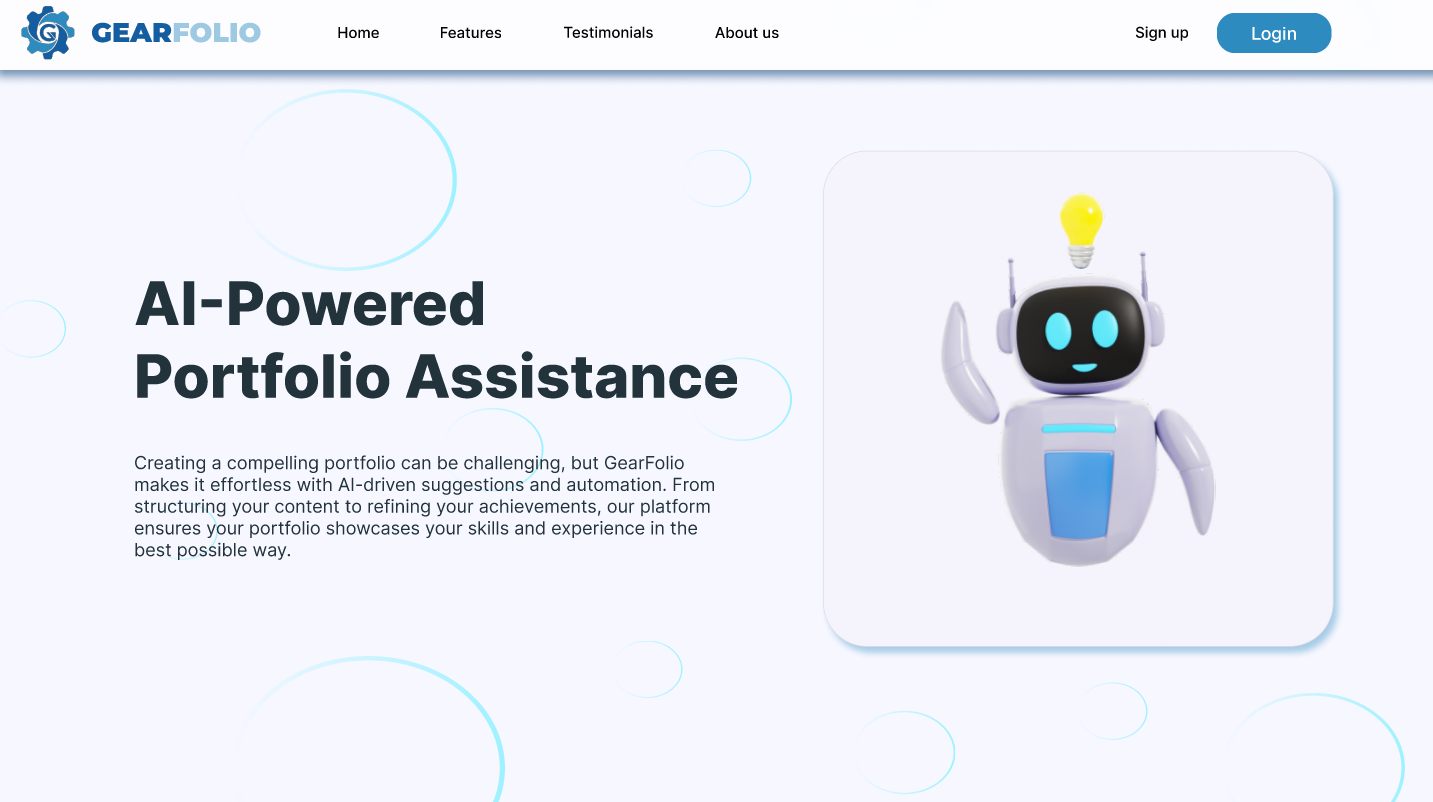 GEARFOLIO
Home
Features
Testimonials
About us
Sign up
Login
AI-Powered
Portfolio Assistance
Creating a compelling portfolio can be challenging, but GearFolio
makes it effortless with AI-driven suggestions and automation. From
structuring your content to refining your achievements, our platform
ensures your portfolio showcases your skills and experience in the
best possible way.